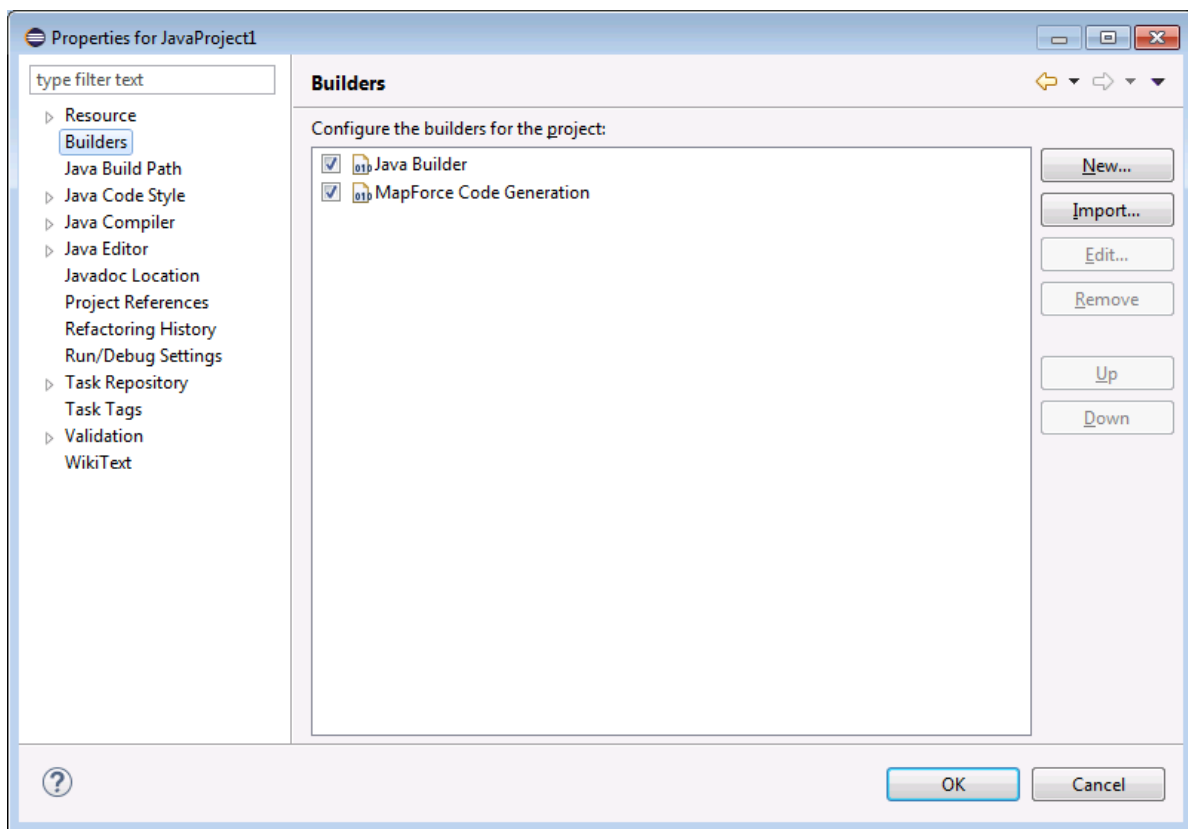 Properties for JavaProject1
type filter text
Resource
Builders
Java Build Path
Java Code Style
Java Compiler
Java Editor
Javadoc Location
Project References
Refactoring History
Run/Debug Settings
Task Repository
Task Tags
Validation
WikiText
Builders
Configure the builders for the project:
Java Builder
MapForce Code Generation
New...
Import...
Edit...
Remove
Up
Down
OK
Cancel